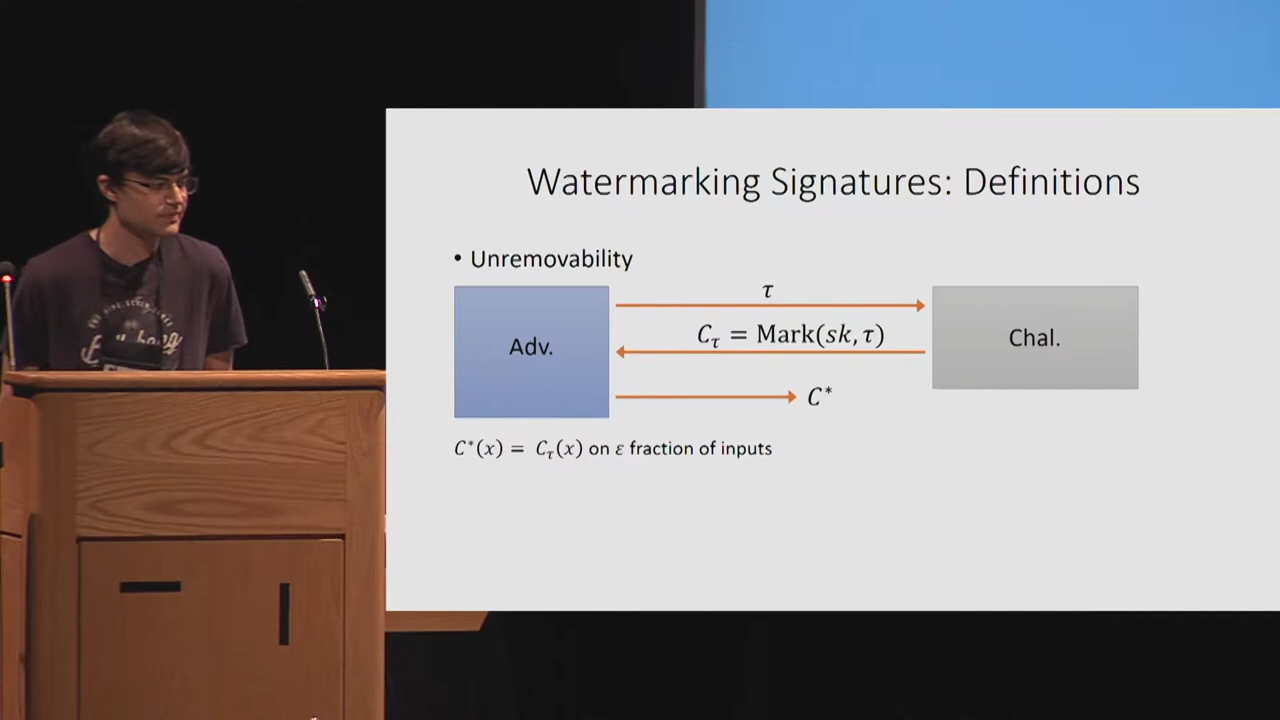 Watermarking Signatures: Definitions
• Unremovability
τ
Adv.
C_τ = Mark(sk, τ)
Chal.
C*
C*(x) = C_τ(x) on ε fraction of inputs